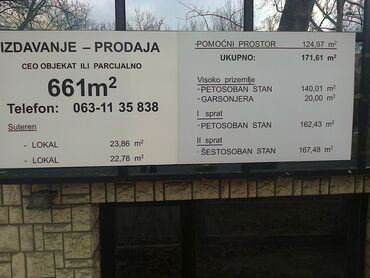 IZDAVANJE – PRODAJA
CEO OBJEKAT ILI PARCIJALNO
661m²
Telefon: 063-11 35 838
Suteren
- LOKAL 23,86 m²
- LOKAL 22,78 m²
- POMOĆNI PROSTOR 124,97 m²
UKUPNO: 171,61 m²
Visoko prizemlje
- PETOSOBAN STAN 140,01 m²
- GARSONJERA 20,00 m²
I sprat
- PETOSOBAN STAN 162,43 m²
II sprat
- ŠESTOSOBAN STAN 167,48 m²